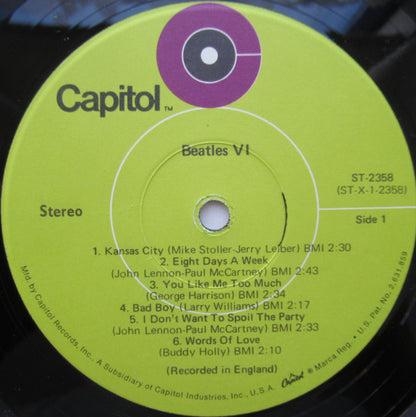 Capitol TM
Beatles VI
ST-2358
(ST-X-1-2358)
Stereo
Side 1
1. Kansas City (Mike Stoller-Jerry Leiber) BMI 2:30
2. Eight Days A Week
(John Lennon-Paul McCartney) BMI 2:43
3. You Like Me Too Much
(George Harrison) BMI 2:34
4. Bad Boy (Larry Williams) BMI 2:17
5. I Don't Want To Spoil The Party
(John Lennon-Paul McCartney) BMI 2:33
6. Words Of Love
(Buddy Holly) BMI 2:10
(Recorded in England)
Mfd. by Capitol Records, Inc., A Subsidiary of Capitol Industries, Inc., U.S.A. Capitol ® Marca Reg. • U.S. Pat. No. 2,631,859